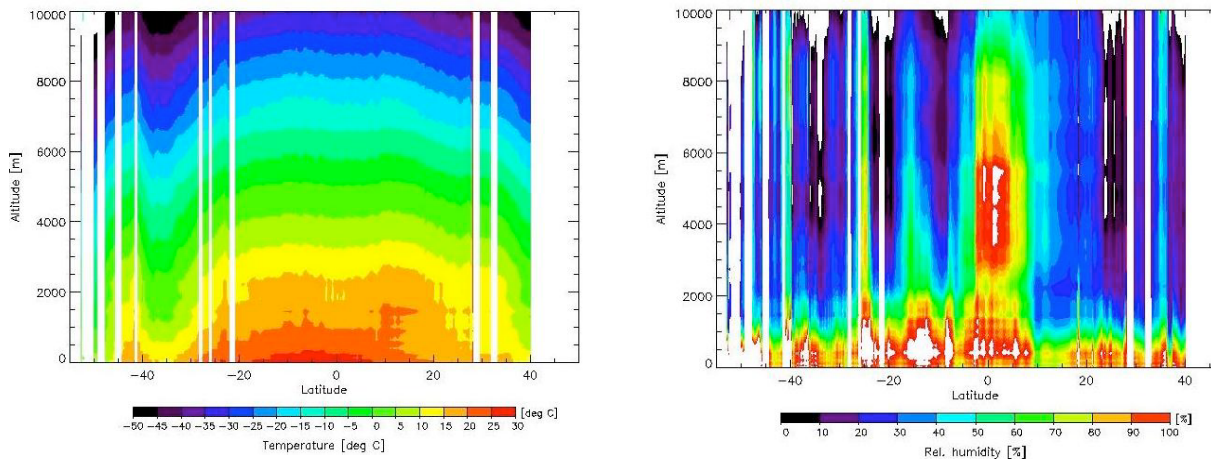 10000
8000
6000
4000
2000
0
Altitude [m]
−40 −20 0 20 40
Latitude
[deg C]
−50 −45 −40 −35 −30 −25 −20 −15 −10 −5 0 5 10 15 20 25 30
Temperature [deg C]
10000
8000
6000
4000
2000
0
Altitude [m]
−40 −20 0 20 40
Latitude
[%]
0 10 20 30 40 50 60 70 80 90 100
Rel. humidity [%]